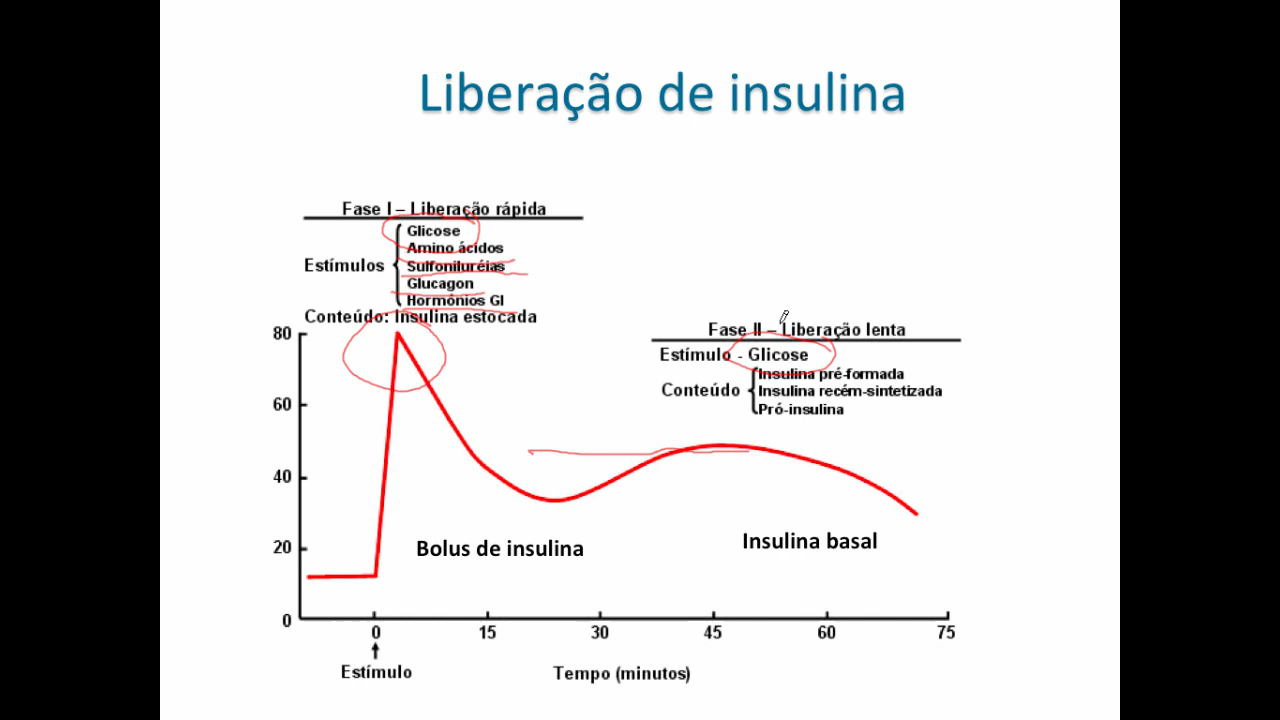 Liberação de insulina
Fase I – Liberação rápida
Estímulos
Glicose
Amino ácidos
Sulfoniluréias
Glucagon
Hormônios GI
Conteúdo: Insulina estocada
Fase II – Liberação lenta
Estímulo - Glicose
Conteúdo
Insulina pré-formada
Insulina recém-sintetizada
Pró-insulina
80
60
40
20
0
Bolus de insulina
Insulina basal
0 15 30 45 60 75
Estímulo
Tempo (minutos)